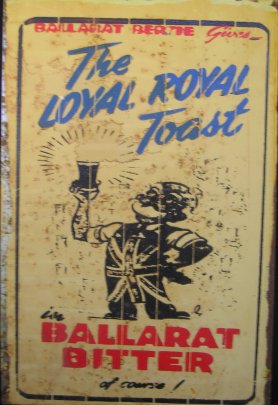 BALLARAT BERTIE Gives
The
LOYAL ROYAL
Toast
in
BALLARAT
BITTER
of course!